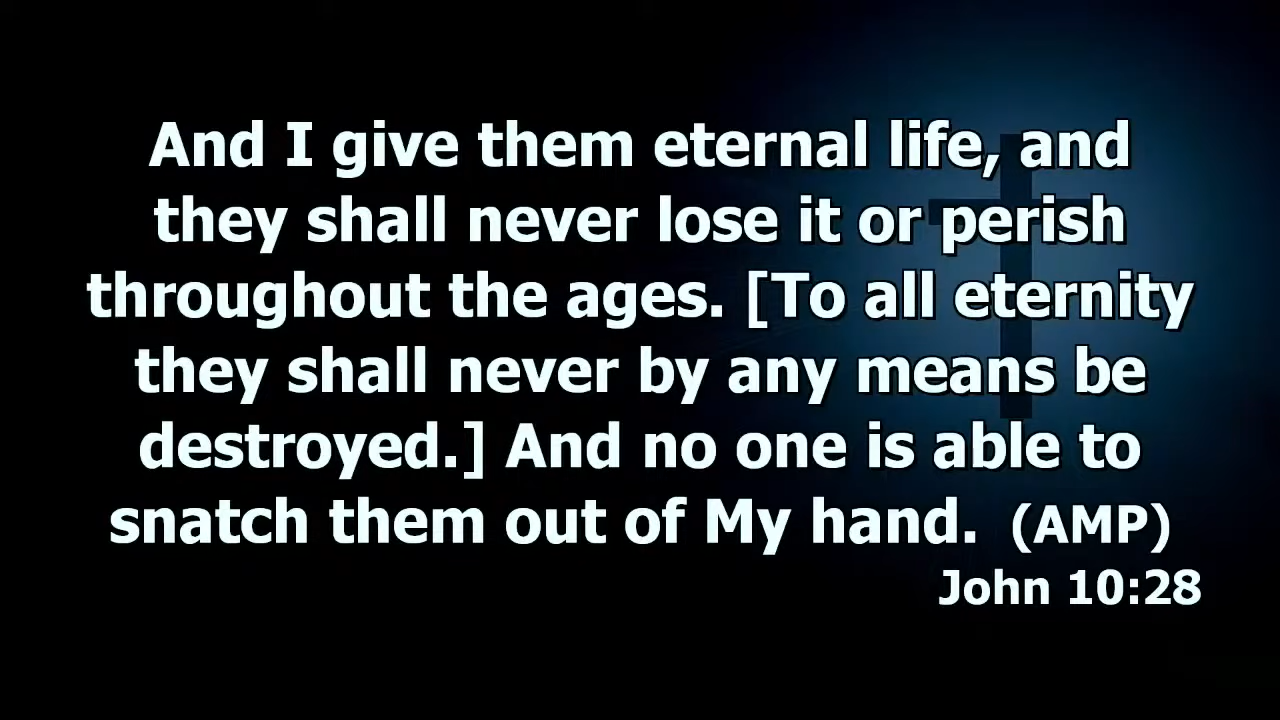 And I give them eternal life, and
they shall never lose it or perish
throughout the ages. [To all eternity
they shall never by any means be
destroyed.] And no one is able to
snatch them out of My hand. (AMP)
John 10:28